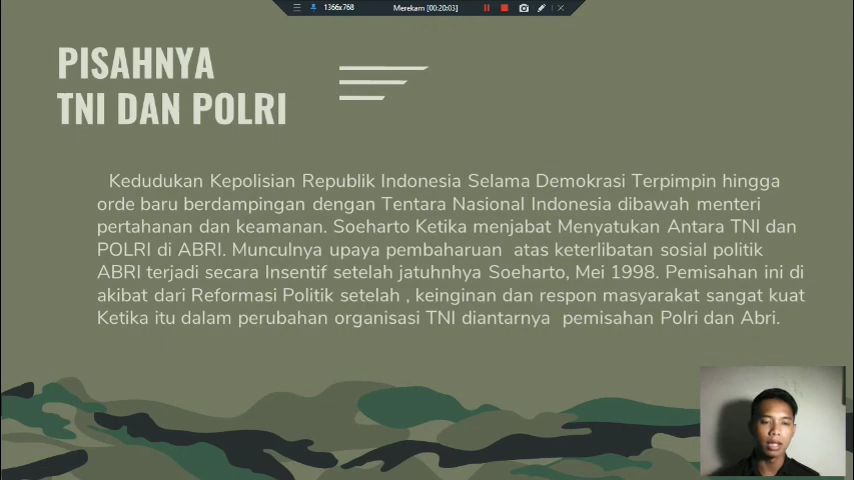 1366x768
Merekam [00:20:03]
PISAHNYA
TNI DAN POLRI
Kedudukan Kepolisian Republik Indonesia Selama Demokrasi Terpimpin hingga
orde baru berdampingan dengan Tentara Nasional Indonesia dibawah menteri
pertahanan dan keamanan. Soeharto Ketika menjabat Menyatukan Antara TNI dan
POLRI di ABRI. Munculnya upaya pembaharuan atas keterlibatan sosial politik
ABRI terjadi secara Insentif setelah jatuhnhya Soeharto, Mei 1998. Pemisahan ini di
akibat dari Reformasi Politik setelah , keinginan dan respon masyarakat sangat kuat
Ketika itu dalam perubahan organisasi TNI diantarnya pemisahan Polri dan Abri.